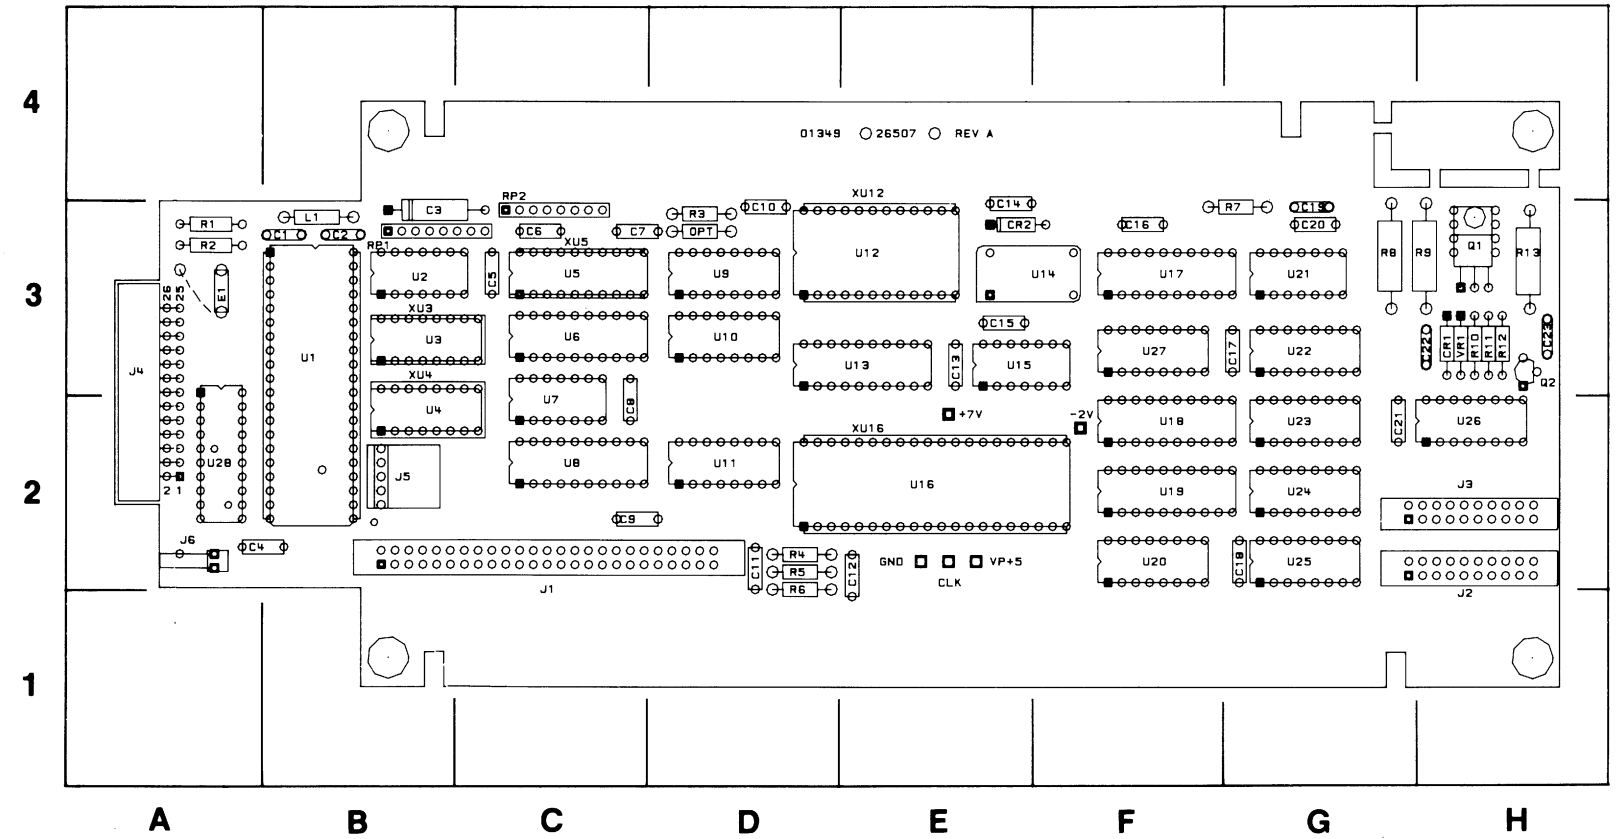 4
01349 26507 REV A
XU12
RP2
C3
C10
C14
R1
L1
R3
R7
C19
C1
C2
RP1
C6
C7
OPT
CR2
C16
C20
R2
XU5
U2
C5
U5
U9
U12
U14
U17
U21
R8
R9
Q1
R13
3
26
25
E1
XU3
U3
U6
U10
C15
U1
J4
U13
C13
U15
U27
C17
U22
C22
CR1
VR1
R10
R11
R12
C23
Q2
XU4
U4
U7
C8
+7V
-2V
U18
U23
C21
U26
XU16
U28
J5
U8
U11
U16
U19
U24
J3
2
2 1
C9
J6
C4
J1
C11
R4
R5
R6
C12
GND
CLK
VP+5
U20
C18
U25
J2
1
A B C D E F G H